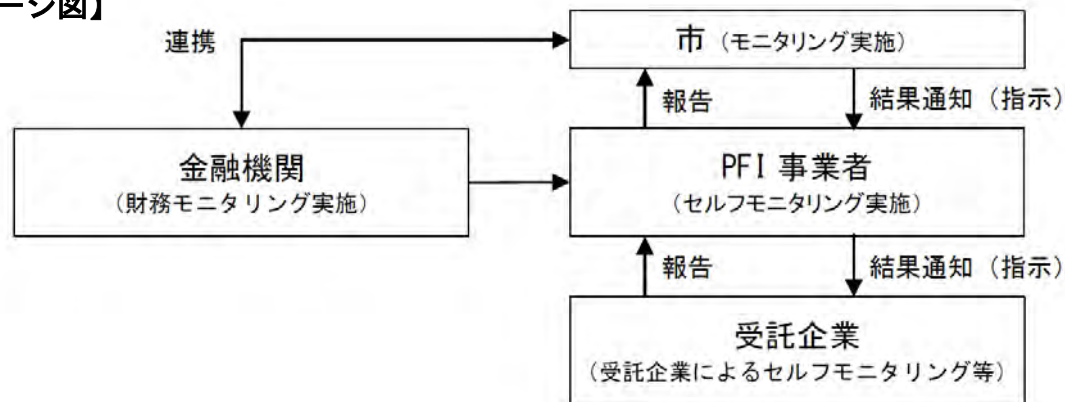 ージ図】
連携
市（モニタリング実施）
報告
結果通知（指示）
金融機関
（財務モニタリング実施）
PFI 事業者
（セルフモニタリング実施）
報告
結果通知（指示）
受託企業
（受託企業によるセルフモニタリング等）